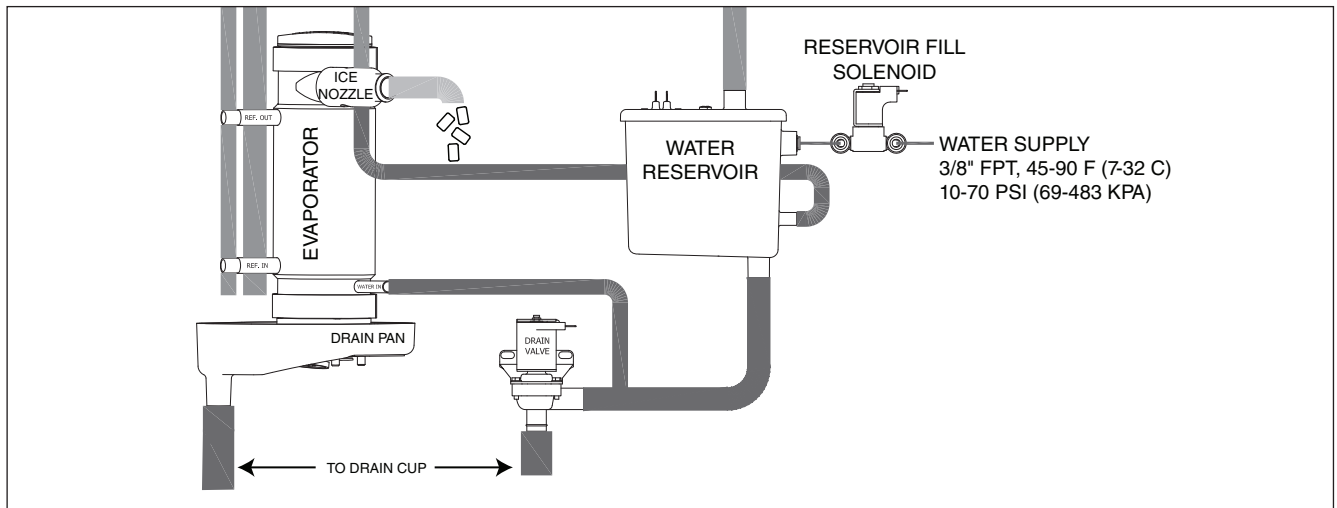 RESERVOIR FILL
SOLENOID
ICE
NOZZLE
REF. OUT
EVAPORATOR
WATER
RESERVOIR
WATER SUPPLY
3/8" FPT, 45-90 F (7-32 C)
10-70 PSI (69-483 KPA)
REF. IN
WATER IN
DRAIN PAN
DRAIN
VALVE
TO DRAIN CUP